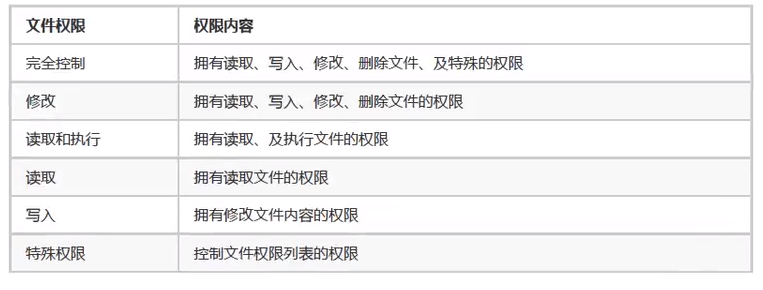 文件权限 权限内容
完全控制 拥有读取、写入、修改、删除文件、及特殊的权限
修改 拥有读取、写入、修改、删除文件的权限
读取和执行 拥有读取、及执行文件的权限
读取 拥有读取文件的权限
写入 拥有修改文件内容的权限
特殊权限 控制文件权限列表的权限